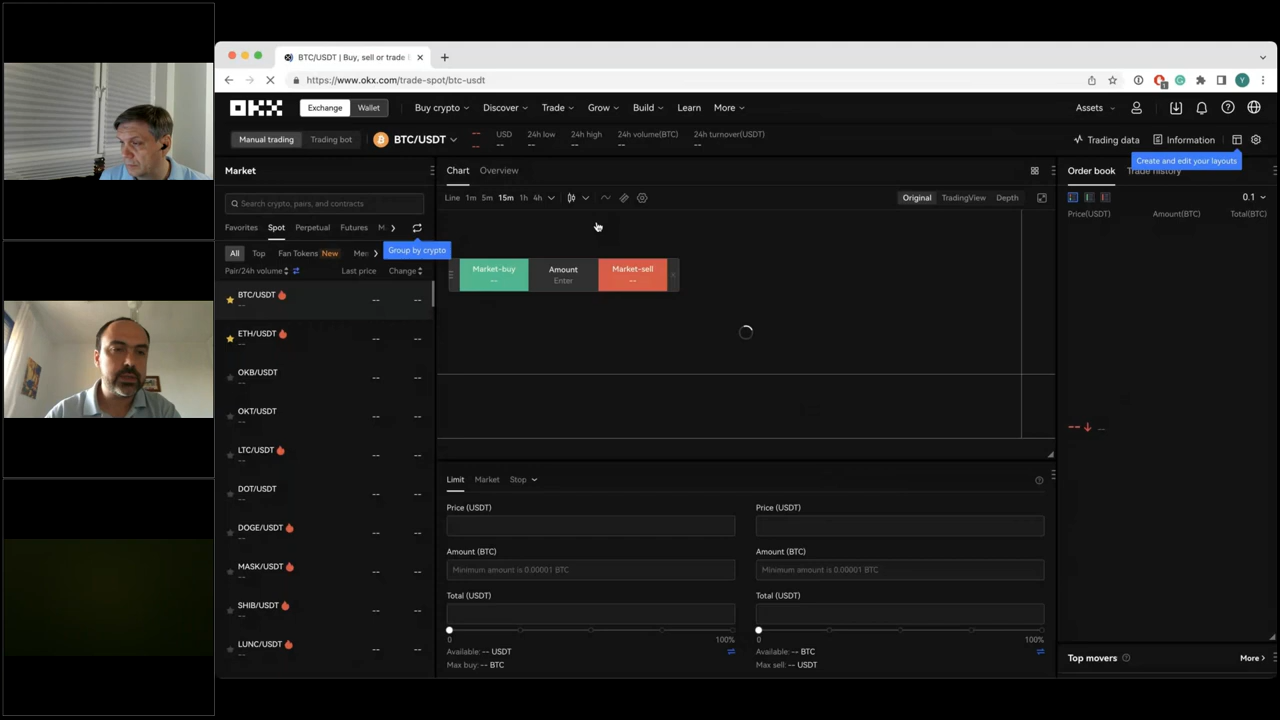 BTC/USDT | Buy, sell or trade
https://www.okx.com/trade-spot/btc-usdt
1
Y
OKX Exchange Wallet Buy crypto Discover Trade Grow Build Learn More Assets
Manual trading Trading bot BTC/USDT -- USD -- 24h low -- 24h high -- 24h volume(BTC) -- 24h turnover(USDT) -- Trading data Information
Create and edit your layouts
Market
Search crypto, pairs, and contracts
Favorites Spot Perpetual Futures M
Group by crypto
All Top Fan Tokens New Me
Pair/24h volume Last price Change
BTC/USDT -- --
--
ETH/USDT -- --
--
OKB/USDT -- --
--
OKT/USDT -- --
--
LTC/USDT -- --
--
DOT/USDT -- --
--
DOGE/USDT -- --
--
MASK/USDT -- --
--
SHIB/USDT -- --
--
LUNC/USDT -- --
--
Chart Overview
Line 1m 5m 15m 1h 4h Original TradingView Depth
Market-buy Amount Market-sell
-- Enter --
Limit Market Stop
Price (USDT) Price (USDT)
Amount (BTC) Amount (BTC)
Minimum amount is 0.00001 BTC Minimum amount is 0.00001 BTC
Total (USDT) Total (USDT)
0 100% 0 100%
Available: -- USDT Available: -- BTC
Max buy: -- BTC Max sell: -- USDT
Order book Trade history
0.1
Price(USDT) Amount(BTC) Total(BTC)
-- --
Top movers More